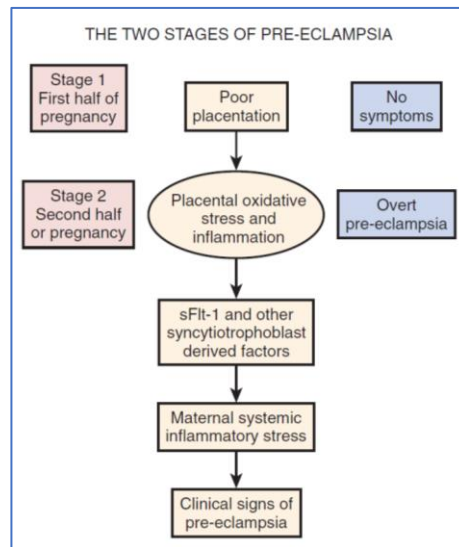 THE TWO STAGES OF PRE-ECLAMPSIA
Stage 1
First half of
pregnancy
Poor
placentation
No
symptoms
Stage 2
Second half
or pregnancy
Placental oxidative
stress and
inflammation
Overt
pre-eclampsia
sFlt-1 and other
syncytiotrophoblast
derived factors
Maternal systemic
inflammatory stress
Clinical signs of
pre-eclampsia